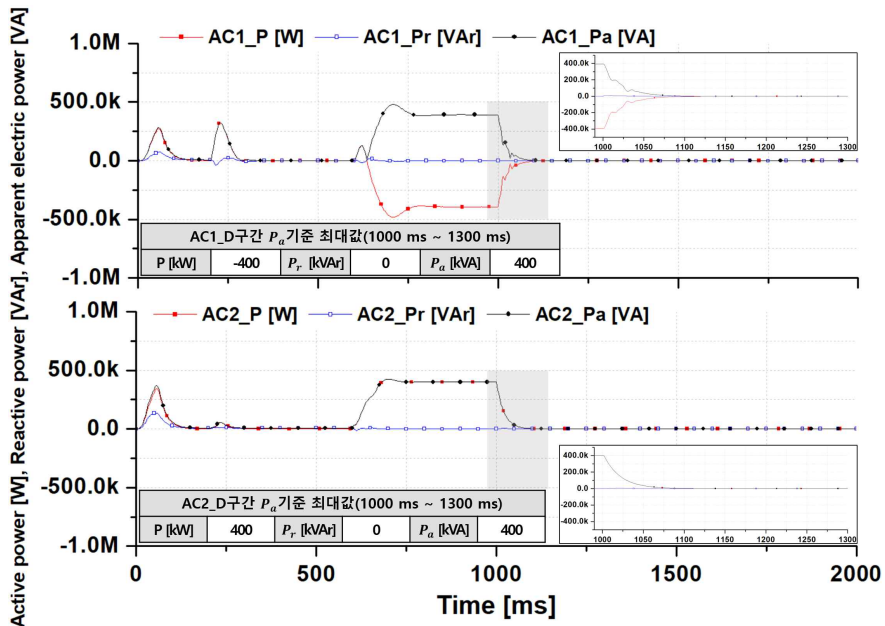 Active power [W], Reactive power [VAr], Apparent electric power [VA]
AC1_P [W] AC1_Pr [VAr] AC1_Pa [VA]
1.0M
500.0k
0.0
-500.0k
-1.0M
400.0k
200.0k
0.0
-200.0k
-400.0k
1000 1050 1100 1150 1200 1250 1300
AC1_D구간 P_a기준 최대값(1000 ms ~ 1300 ms)
P [kW] -400 P_r [kVAr] 0 P_a [kVA] 400
AC2_P [W] AC2_Pr [VAr] AC2_Pa [VA]
1.0M
500.0k
0.0
-500.0k
-1.0M
400.0k
200.0k
0.0
-200.0k
-400.0k
1000 1050 1100 1150 1200 1250 1300
AC2_D구간 P_a기준 최대값(1000 ms ~ 1300 ms)
P [kW] 400 P_r [kVAr] 0 P_a [kVA] 400
0 500 1000 1500 2000
Time [ms]